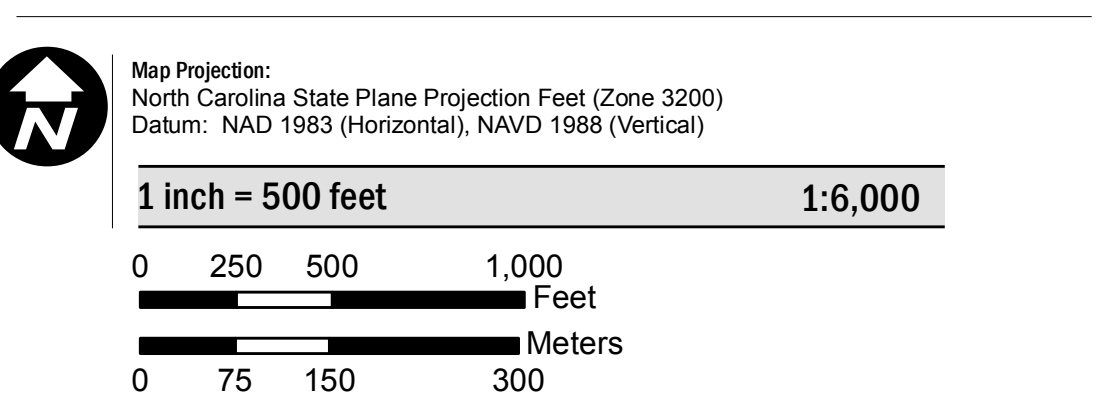 N
Map Projection:
North Carolina State Plane Projection Feet (Zone 3200)
Datum: NAD 1983 (Horizontal), NAVD 1988 (Vertical)
1 inch = 500 feet 1:6,000
0 250 500 1,000
Feet
Meters
0 75 150 300